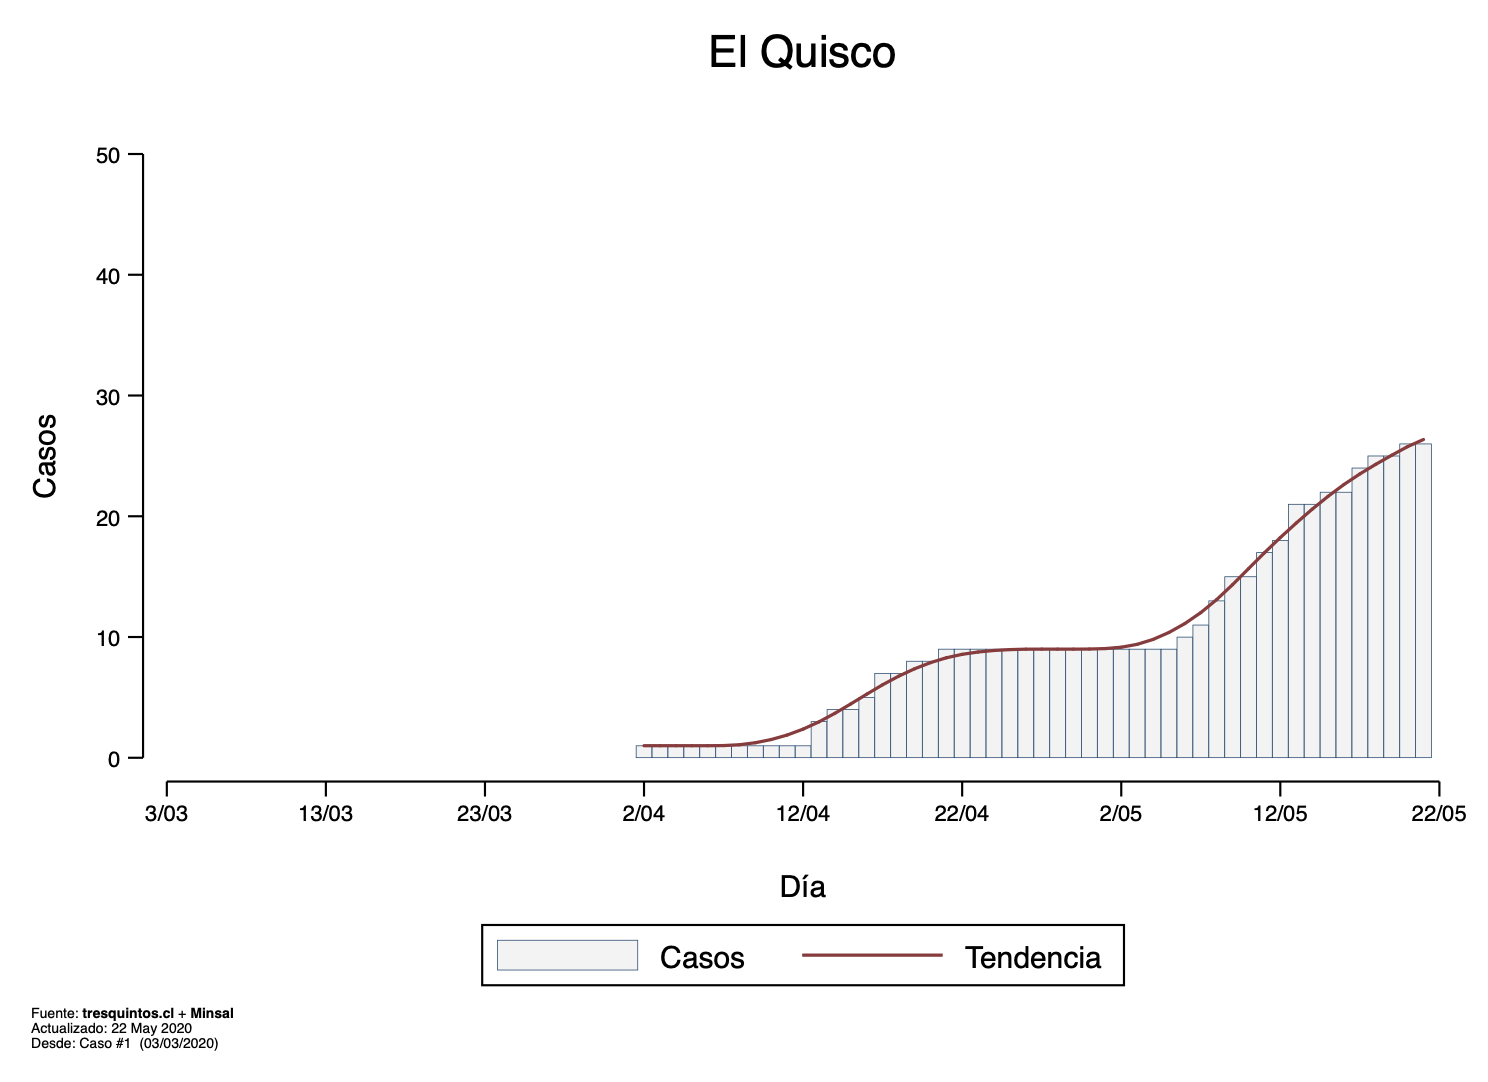 El Quisco
50
40
30
20
10
0
Casos
3/03 13/03 23/03 2/04 12/04 22/04 2/05 12/05 22/05
Día
Casos Tendencia
Fuente: tresquintos.cl + Minsal
Actualizado: 22 May 2020
Desde: Caso #1 (03/03/2020)